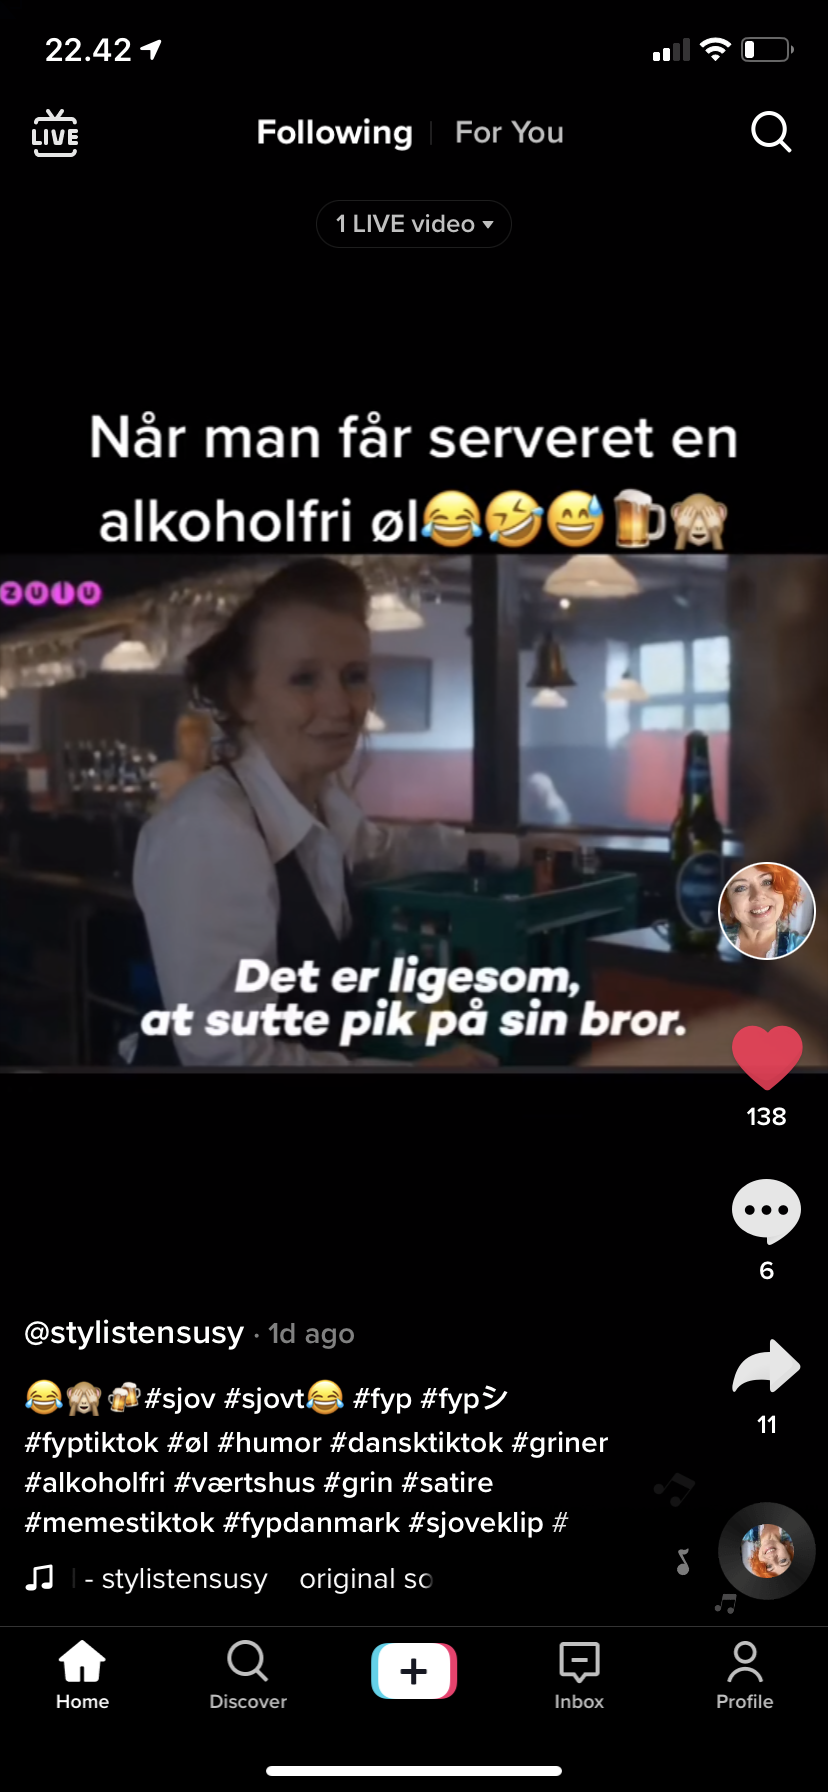 22.42
LIVE
Following | For You
1 LIVE video
Når man får serveret en
alkoholfri øl😂🤣😅🍺🙈
ZULU
Det er ligesom,
at sutte pik på sin bror.
138
6
@stylistensusy · 1d ago
11
😂🙈🍻#sjov #sjovt😂 #fyp #fypシ
#fyptiktok #øl #humor #dansktiktok #griner
#alkoholfri #værtshus #grin #satire
#memestiktok #fypdanmark #sjoveklip #
- stylistensusy original so
Home
Discover
Inbox
Profile